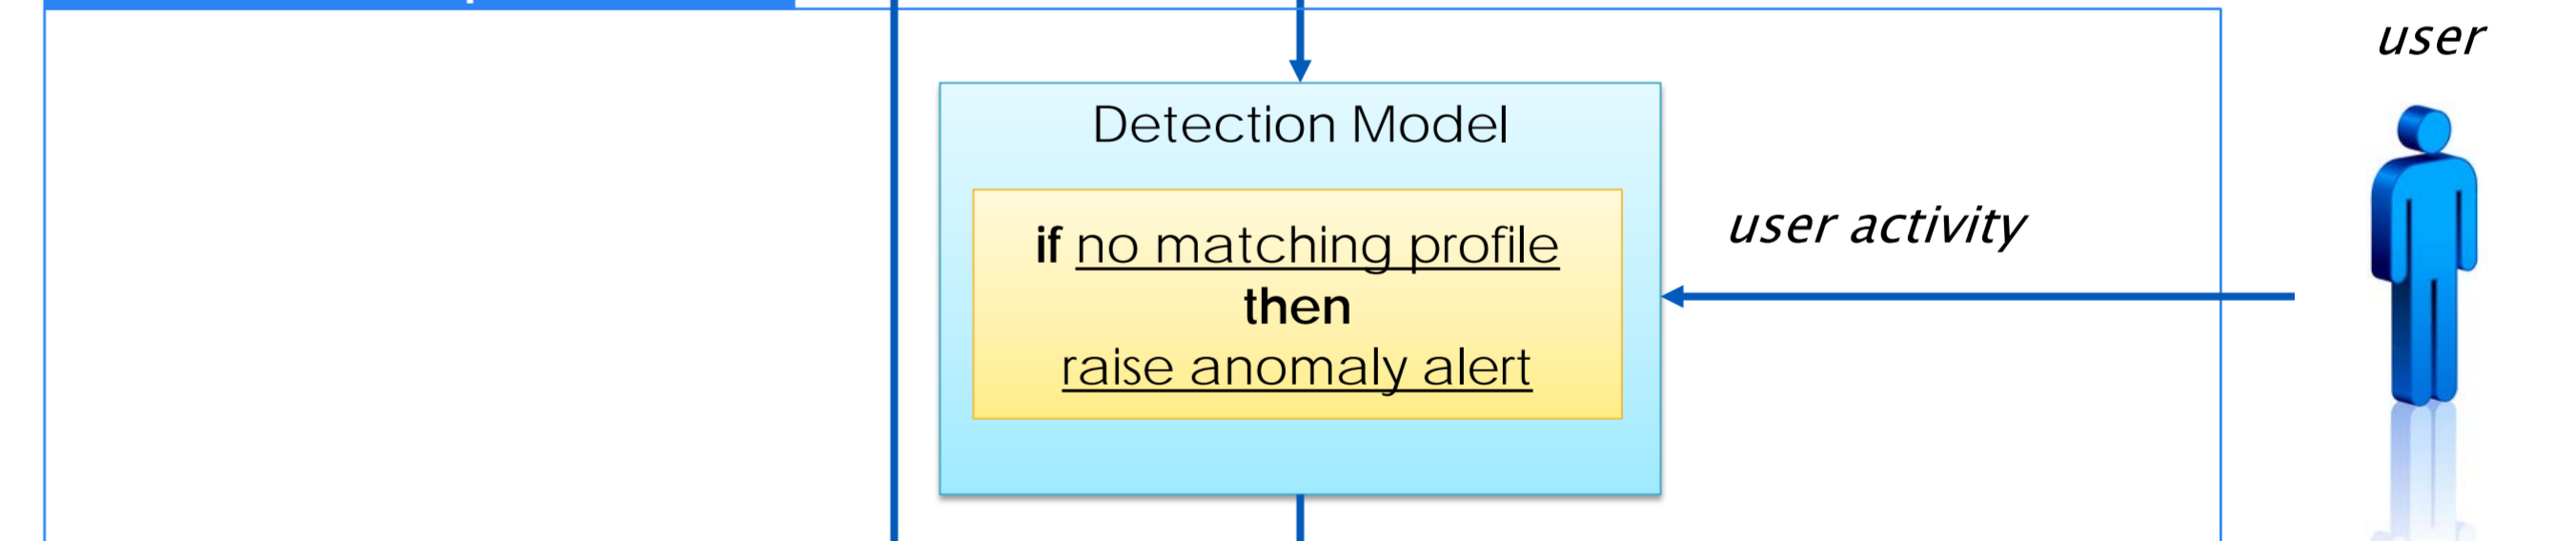 user
Detection Model
if no matching profile
then
raise anomaly alert
user activity